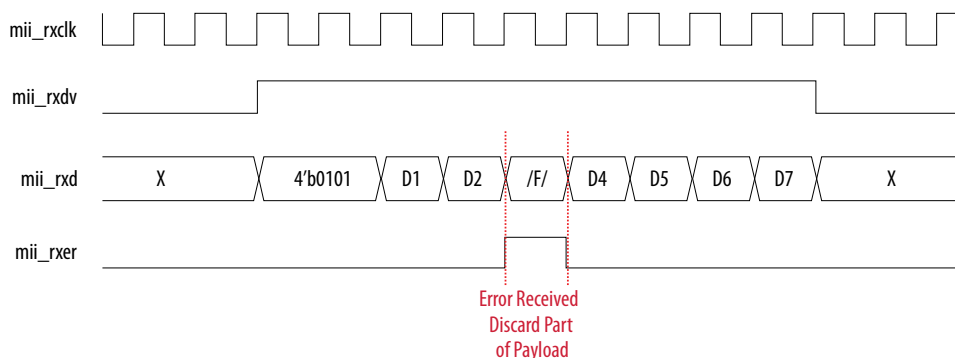 mii_rxclk
mii_rxdv
mii_rxd X 4'b0101 D1 D2 /F/ D4 D5 D6 D7 X
mii_rxer
Error Received
Discard Part
of Payload